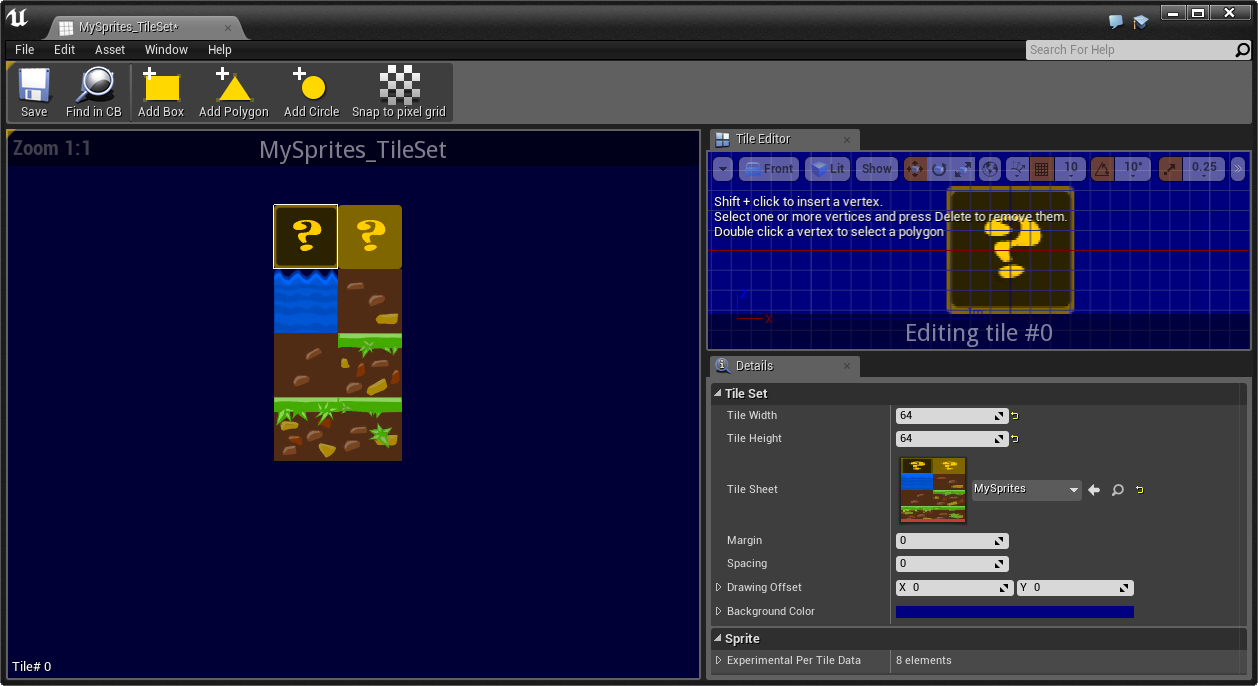 MySprites_TileSet*
File Edit Asset Window Help
Search For Help
Save Find in CB Add Box Add Polygon Add Circle Snap to pixel grid
Zoom 1:1
MySprites_TileSet
? ?
Tile# 0
Tile Editor
Front Lit Show 10 10° 0.25
Shift + click to insert a vertex.
Select one or more vertices and press Delete to remove them.
Double click a vertex to select a polygon
?
Z
X
Editing tile #0
Details
Tile Set
Tile Width 64
Tile Height 64
Tile Sheet MySprites
Margin 0
Spacing 0
Drawing Offset X 0 Y 0
Background Color
Sprite
Experimental Per Tile Data 8 elements